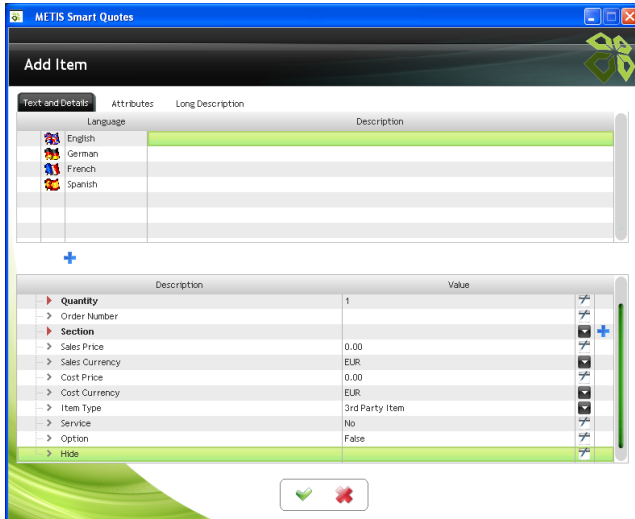 METIS Smart Quotes
Add Item
Text and Details Attributes Long Description
Language Description
English
German
French
Spanish
Description Value
Quantity 1
Order Number
Section
Sales Price 0.00
Sales Currency EUR
Cost Price 0.00
Cost Currency EUR
Item Type 3rd Party Item
Service No
Option False
Hide